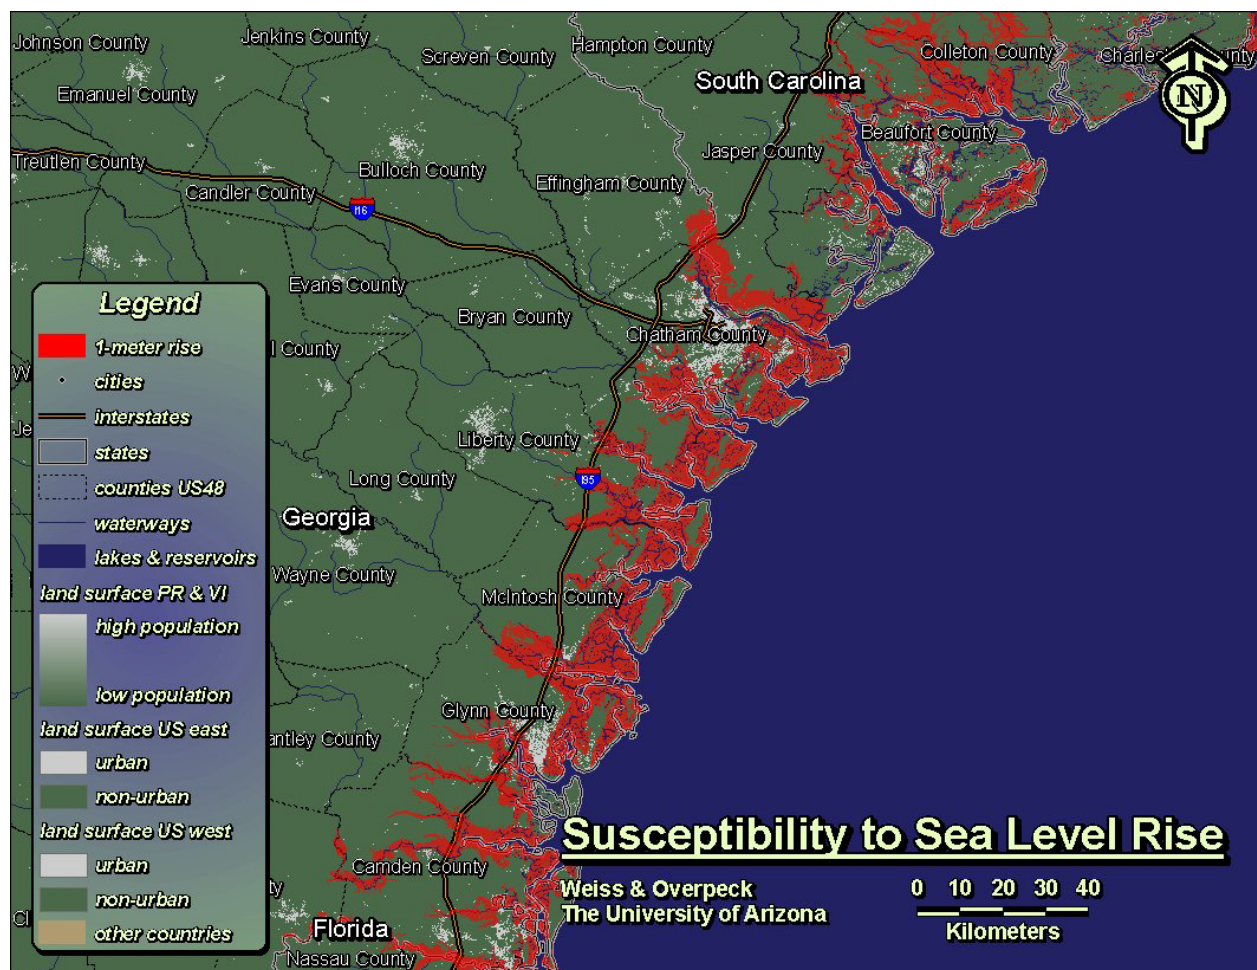 Johnson County
Jenkins County
Screven County
Hampton County
Colleton County
Emanuel County
South Carolina
N
Beaufort County
Treutlen County
Candler County
Bulloch County
Effingham County
Jasper County
116
Evans County
Bryan County
Chatham County
Liberty County
Long County
195
Georgia
Wayne County
McIntosh County
Glynn County
Camden County
Florida
Nassau County
Legend
1-meter rise
cities
interstates
states
counties US48
waterways
lakes & reservoirs
land surface PR & VI
high population
low population
land surface US east
urban
non-urban
land surface US west
urban
non-urban
other countries
Susceptibility to Sea Level Rise
Weiss & Overpeck
The University of Arizona
0 10 20 30 40
Kilometers